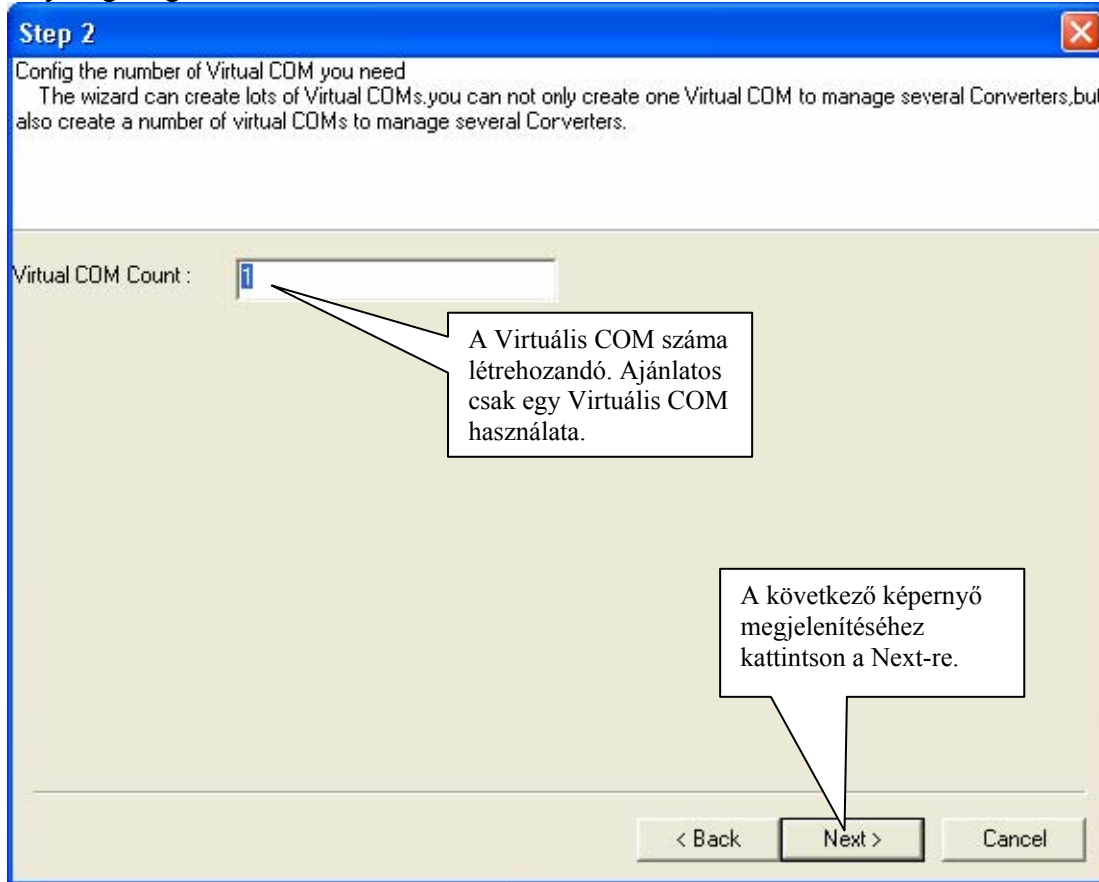 Step 2
Config the number of Virtual COM you need
The wizard can create lots of Virtual COMs.you can not only create one Virtual COM to manage several Converters,but
also create a number of virtual COMs to manage several Converters.
Virtual COM Count :
1
A Virtuális COM száma
létrehozandó. Ajánlatos
csak egy Virtuális COM
használata.
A következő képernyő
megjelenítéséhez
kattintson a Next-re.
< Back
Next >
Cancel